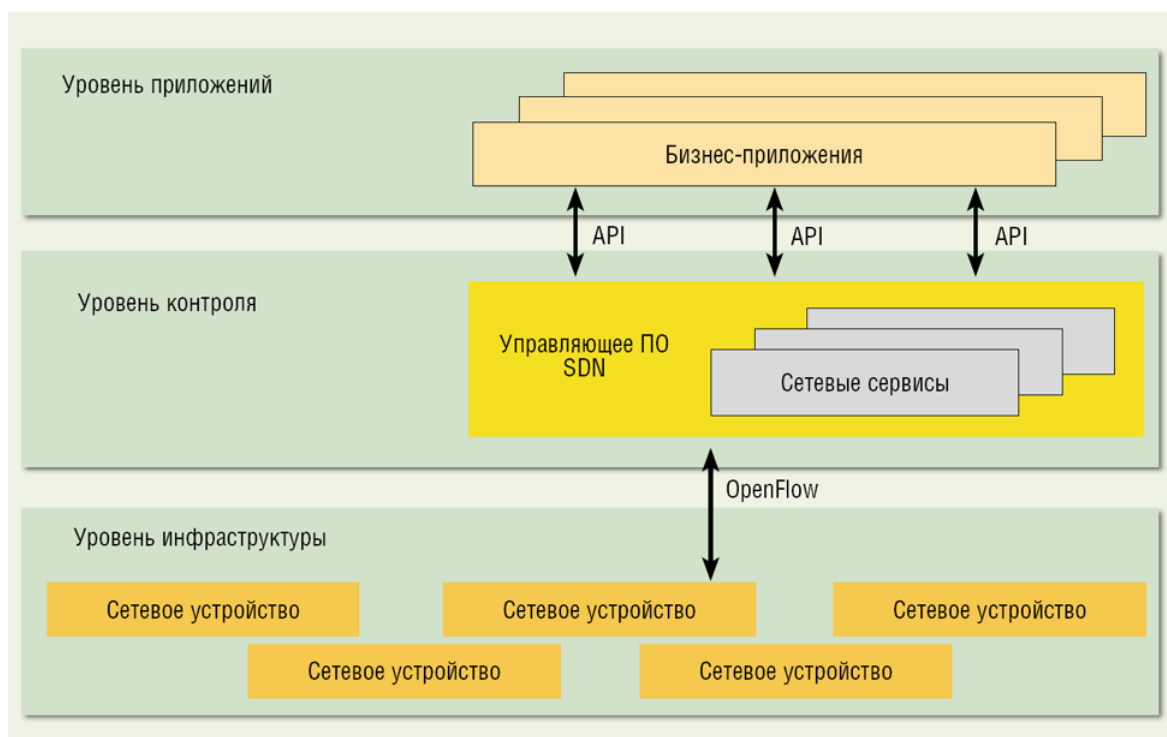 Уровень приложений
Бизнес-приложения
API
API
API
Уровень контроля
Управляющее ПО
SDN
Сетевые сервисы
OpenFlow
Уровень инфраструктуры
Сетевое устройство
Сетевое устройство
Сетевое устройство
Сетевое устройство
Сетевое устройство